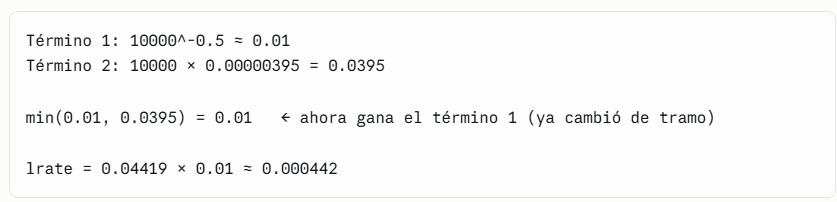 Término 1: 10000^-0.5 ≈ 0.01
Término 2: 10000 × 0.00000395 = 0.0395
min(0.01, 0.0395) = 0.01   ← ahora gana el término 1 (ya cambió de tramo)
lrate = 0.04419 × 0.01 ≈ 0.000442